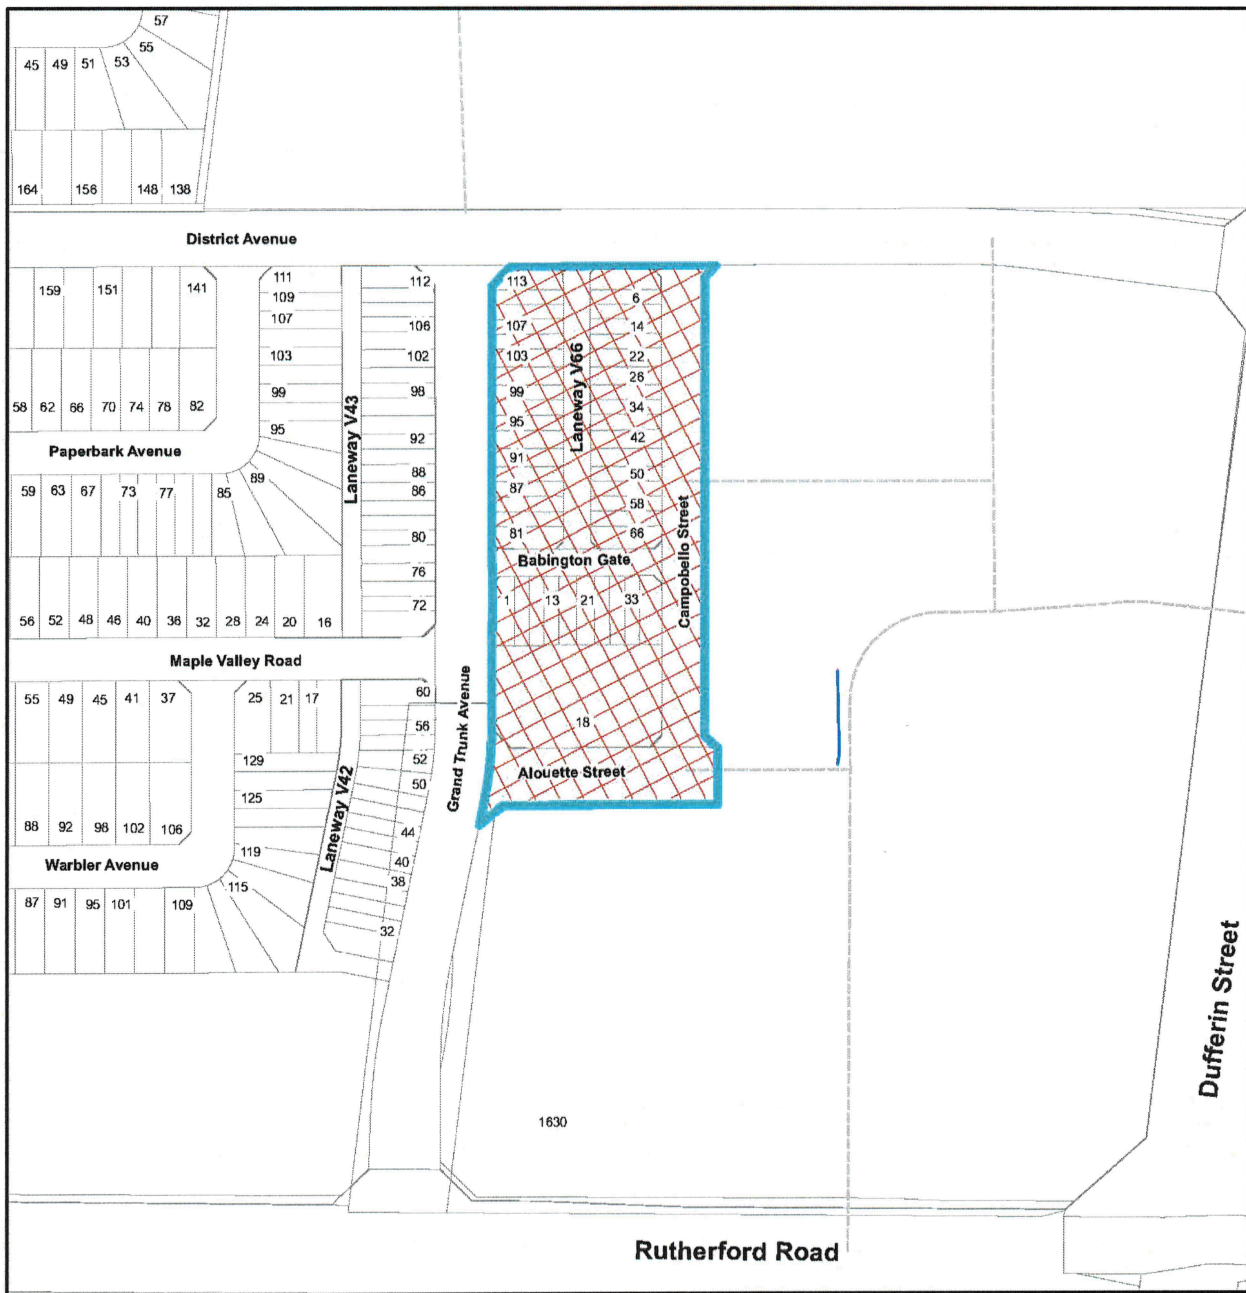 57
55
45 49 51 53
164 156 148 138
District Avenue
159 151 141
111
109
107
103
99
95
112
106
102
98
92
88
86
80
76
72
Laneway V43
113
107
103
99
95
91
87
81
Laneway V66
6
14
22
26
34
42
50
58
66
58 62 66 70 74 78 82
Paperbark Avenue
59 63 67 73 77 85 89
56 52 48 46 40 36 32 28 24 20 16
Babington Gate
1 13 21 33
Campobello Street
Maple Valley Road
55 49 45 41 37
25 21 17
60
56
52
50
44
40
38
32
Grand Trunk Avenue
18
Alouette Street
129
125
119
115
Laneway V42
88 92 98 102 106
Warbler Avenue
87 91 95 101 109
Dufferin Street
1630
Rutherford Road